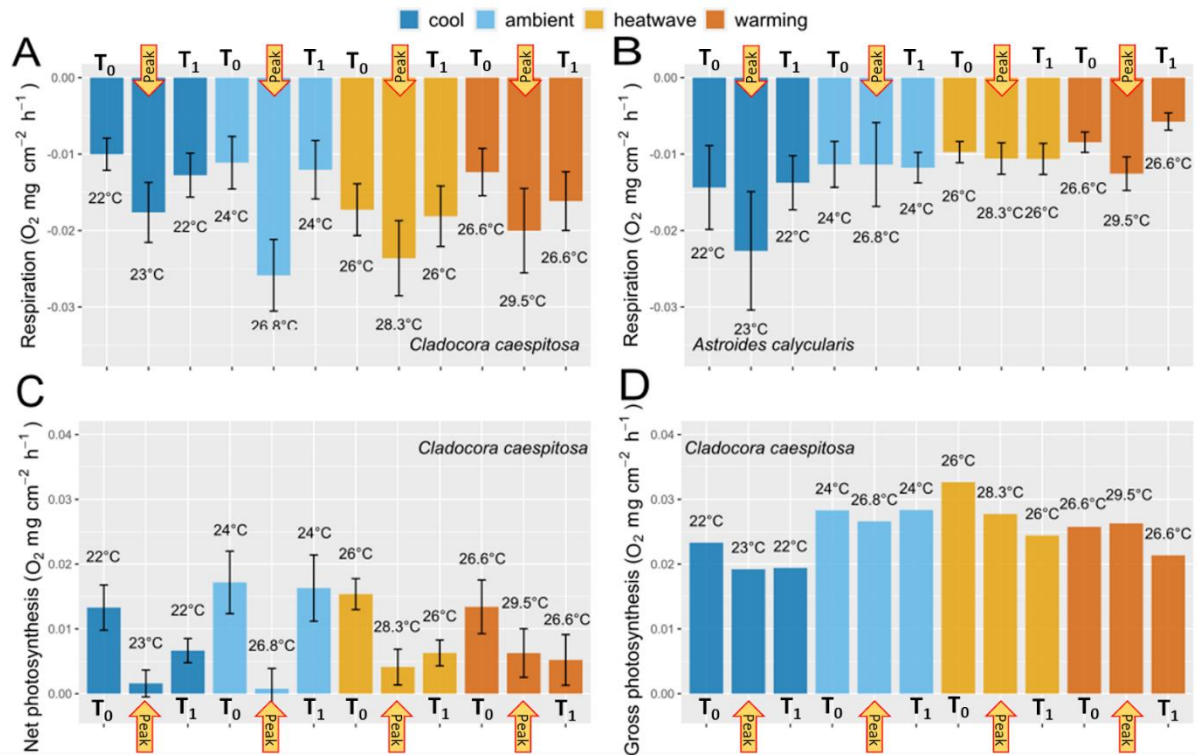 cool ambient heatwave warming
A
T0 Peak T1 T0 Peak T1 T0 Peak T1 T0 Peak T1
Respiration (O2 mg cm−2 h−1)
0.00
-0.01
-0.02
-0.03
22°C 23°C 22°C 24°C 26.8°C 24°C 26°C 28.3°C 26°C 26.6°C 29.5°C 26.6°C
Cladocora caespitosa
B
T0 Peak T1 T0 Peak T1 T0 Peak T1 T0 Peak T1
Respiration (O2 mg cm−2 h−1)
0.00
-0.01
-0.02
-0.03
22°C 23°C 22°C 24°C 26.8°C 24°C 26°C 28.3°C 26°C 26.6°C 29.5°C 26.6°C
Astroides calycularis
C
Net photosynthesis (O2 mg cm−2 h−1)
0.04
0.03
0.02
0.01
0.00
Cladocora caespitosa
22°C 23°C 22°C 24°C 26.8°C 24°C 26°C 28.3°C 26°C 26.6°C 29.5°C 26.6°C
T0 Peak T1 T0 Peak T1 T0 Peak T1 T0 Peak T1
D
Gross photosynthesis (O2 mg cm−2 h−1)
0.04
0.03
0.02
0.01
0.00
Cladocora caespitosa
22°C 23°C 22°C 24°C 26.8°C 24°C 26°C 28.3°C 26°C 26.6°C 29.5°C 26.6°C
T0 Peak T1 T0 Peak T1 T0 Peak T1 T0 Peak T1